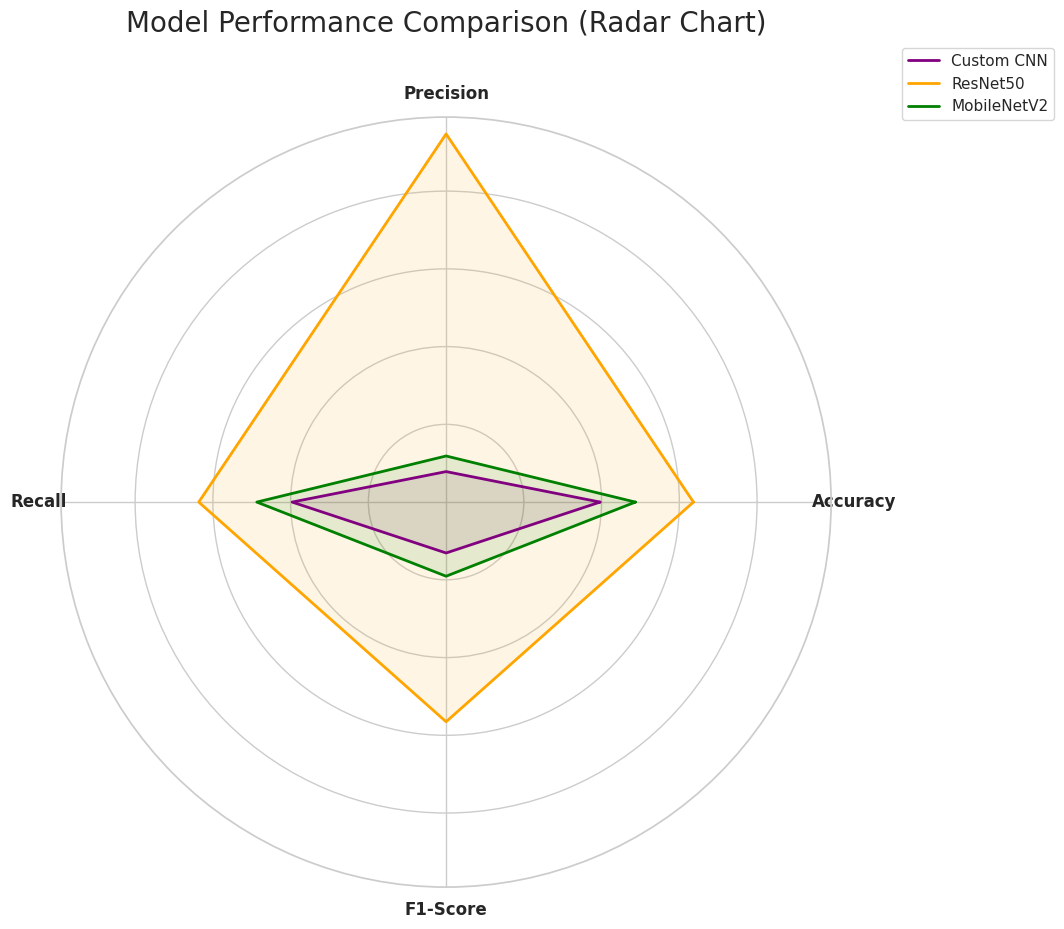 Model Performance Comparison (Radar Chart)
Custom CNN
ResNet50
MobileNetV2
Precision
Recall
Accuracy
F1-Score